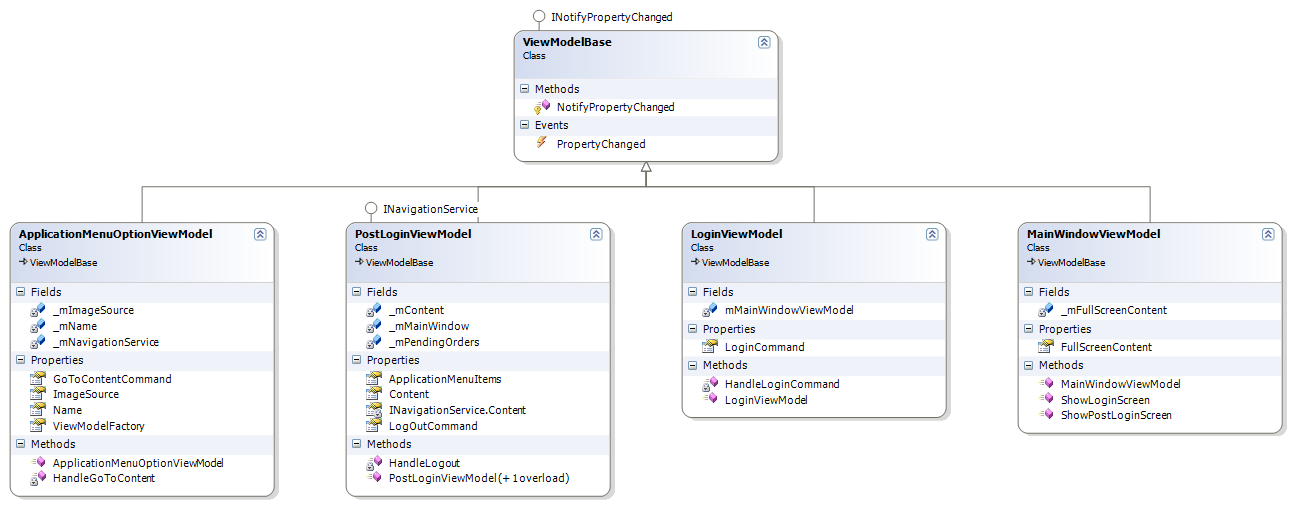 INotifyPropertyChanged
ViewModelBase
Class
Methods
NotifyPropertyChanged
Events
PropertyChanged
ApplicationMenuOptionViewModel
Class
ViewModelBase
Fields
_mImageSource
_mName
_mNavigationService
Properties
GoToContentCommand
ImageSource
Name
ViewModelFactory
Methods
ApplicationMenuOptionViewModel
HandleGoToContent
INavigationService
PostLoginViewModel
Class
ViewModelBase
Fields
_mContent
_mMainWindow
_mPendingOrders
Properties
ApplicationMenuItems
Content
INavigationService.Content
LogOutCommand
Methods
HandleLogout
PostLoginViewModel(+ 1 overload)
LoginViewModel
Class
ViewModelBase
Fields
mMainWindowViewModel
Properties
LoginCommand
Methods
HandleLoginCommand
LoginViewModel
MainWindowViewModel
Class
ViewModelBase
Fields
_mFullScreenContent
Properties
FullScreenContent
Methods
MainWindowViewModel
ShowLoginScreen
ShowPostLoginScreen